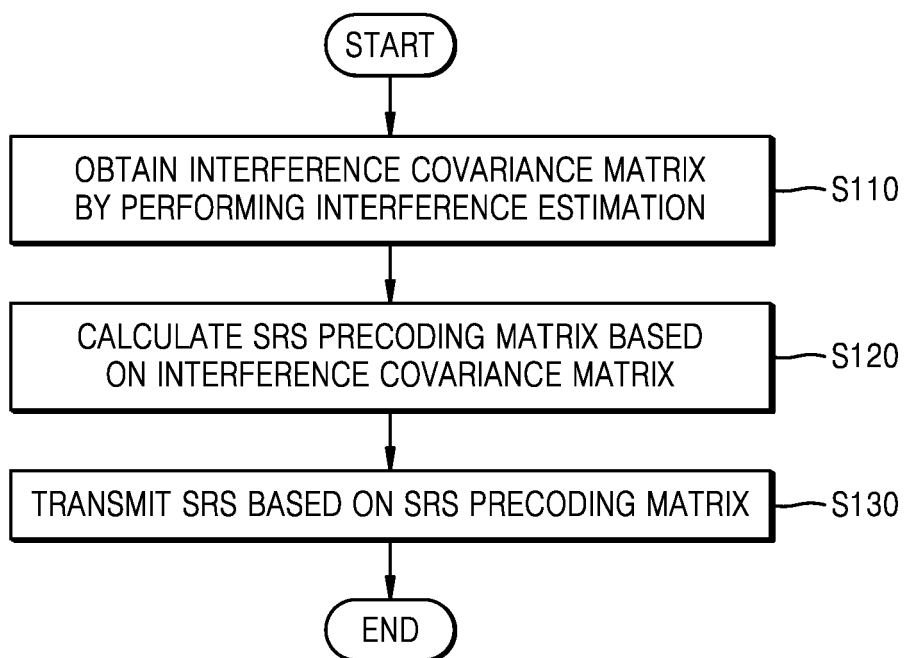 START
OBTAIN INTERFERENCE COVARIANCE MATRIX
BY PERFORMING INTERFERENCE ESTIMATION
S110
CALCULATE SRS PRECODING MATRIX BASED
ON INTERFERENCE COVARIANCE MATRIX
S120
TRANSMIT SRS BASED ON SRS PRECODING MATRIX
S130
END